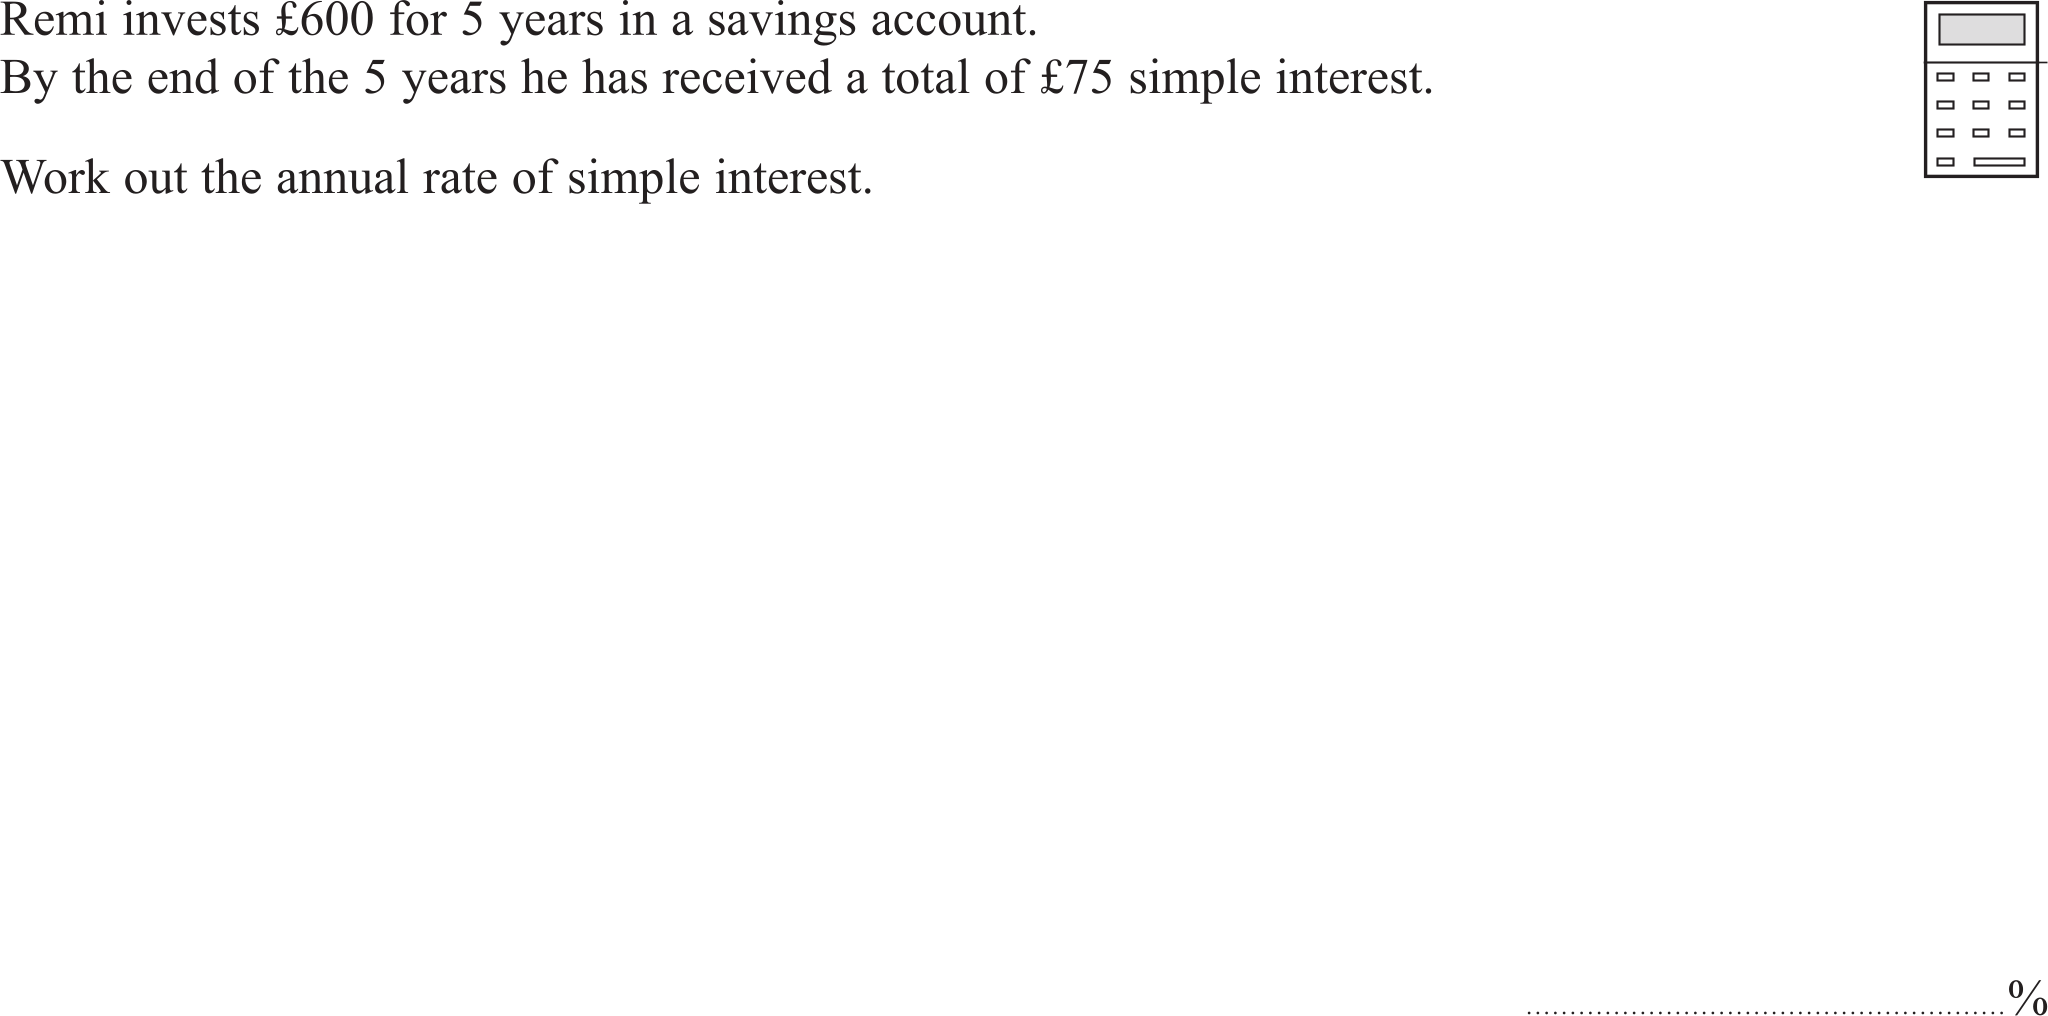 Remi invests £600 for 5 years in a savings account.
By the end of the 5 years he has received a total of £75 simple interest.
Work out the annual rate of simple interest.
........................................................%